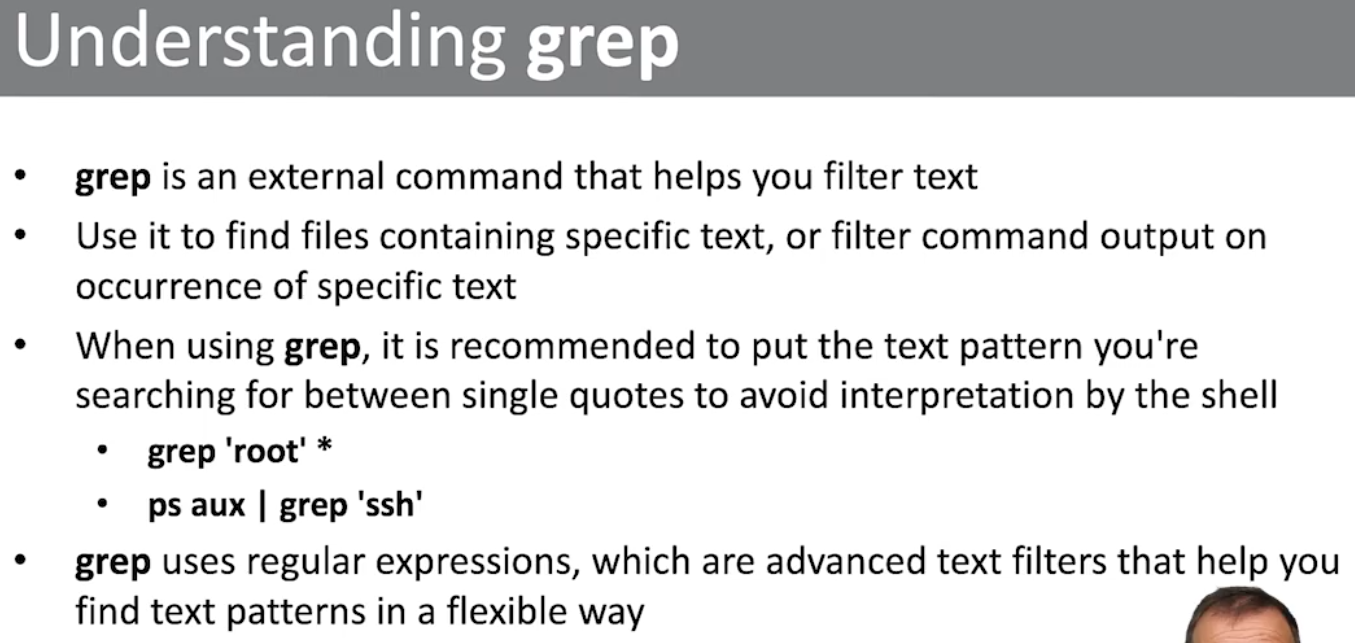 Understanding grep
• grep is an external command that helps you filter text
• Use it to find files containing specific text, or filter command output on
occurrence of specific text
• When using grep, it is recommended to put the text pattern you're
searching for between single quotes to avoid interpretation by the shell
• grep 'root' *
• ps aux | grep 'ssh'
• grep uses regular expressions, which are advanced text filters that help you
find text patterns in a flexible way